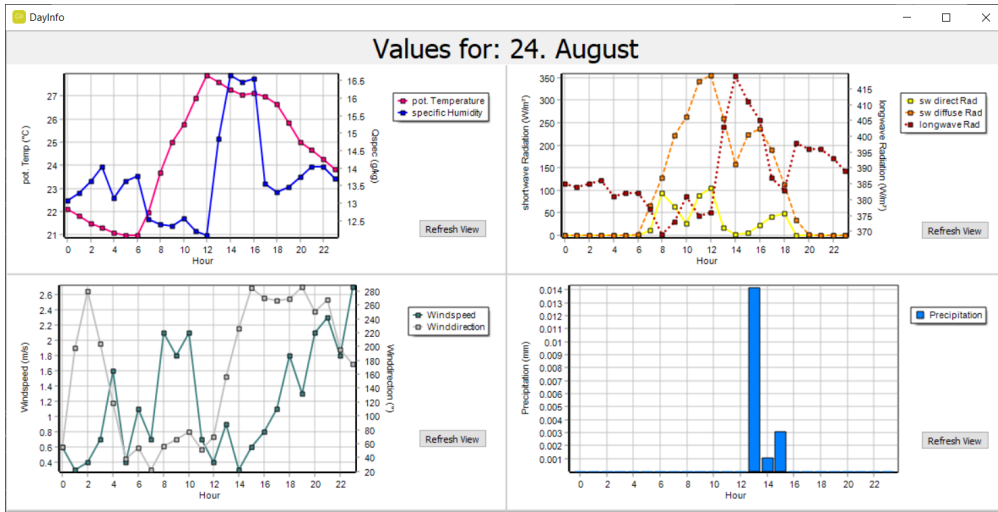 DayInfo
Values for: 24. August
27
26
25
24
23
22
21
pot. Temp (°C)
0 2 4 6 8 10 12 14 16 18 20 22
Hour
16.5
16
15.5
15
14.5
14
13.5
13
12.5
Qspec (g/kg)
pot. Temperature
specific Humidity
Refresh View
350
300
250
200
150
100
50
0
shortwave Radiation (W/m²)
0 2 4 6 8 10 12 14 16 18 20 22
Hour
415
410
405
400
395
390
385
380
375
370
longwave Radiation (W/m²)
sw direct Rad
sw diffuse Rad
longwave Rad
Refresh View
2.6
2.4
2.2
2
1.8
1.6
1.4
1.2
1
0.8
0.6
0.4
Windspeed (m/s)
0 2 4 6 8 10 12 14 16 18 20 22
Hour
280
260
240
220
200
180
160
140
120
100
80
60
40
20
Winddirection (°)
Windspeed
Winddirection
Refresh View
0.014
0.013
0.012
0.011
0.009
0.008
0.007
0.006
0.005
0.003
0.002
0.001
Precipitation (mm)
0 2 4 6 8 10 12 14 16 18 20 22
Hour
Precipitation
Refresh View